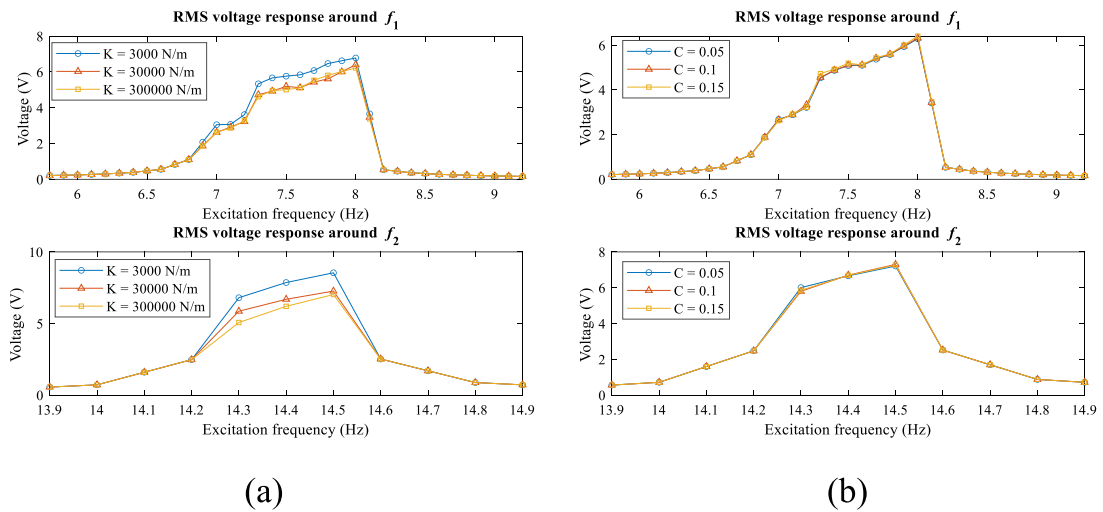 RMS voltage response around f1
8
6
4
2
0
Voltage (V)
K = 3000 N/m
K = 30000 N/m
K = 300000 N/m
6 6.5 7 7.5 8 8.5 9
Excitation frequency (Hz)
RMS voltage response around f2
10
5
0
Voltage (V)
K = 3000 N/m
K = 30000 N/m
K = 300000 N/m
13.9 14 14.1 14.2 14.3 14.4 14.5 14.6 14.7 14.8 14.9
Excitation frequency (Hz)
(a)
RMS voltage response around f1
6
4
2
0
Voltage (V)
C = 0.05
C = 0.1
C = 0.15
6 6.5 7 7.5 8 8.5 9
Excitation frequency (Hz)
RMS voltage response around f2
8
6
4
2
0
Voltage (V)
C = 0.05
C = 0.1
C = 0.15
13.9 14 14.1 14.2 14.3 14.4 14.5 14.6 14.7 14.8 14.9
Excitation frequency (Hz)
(b)